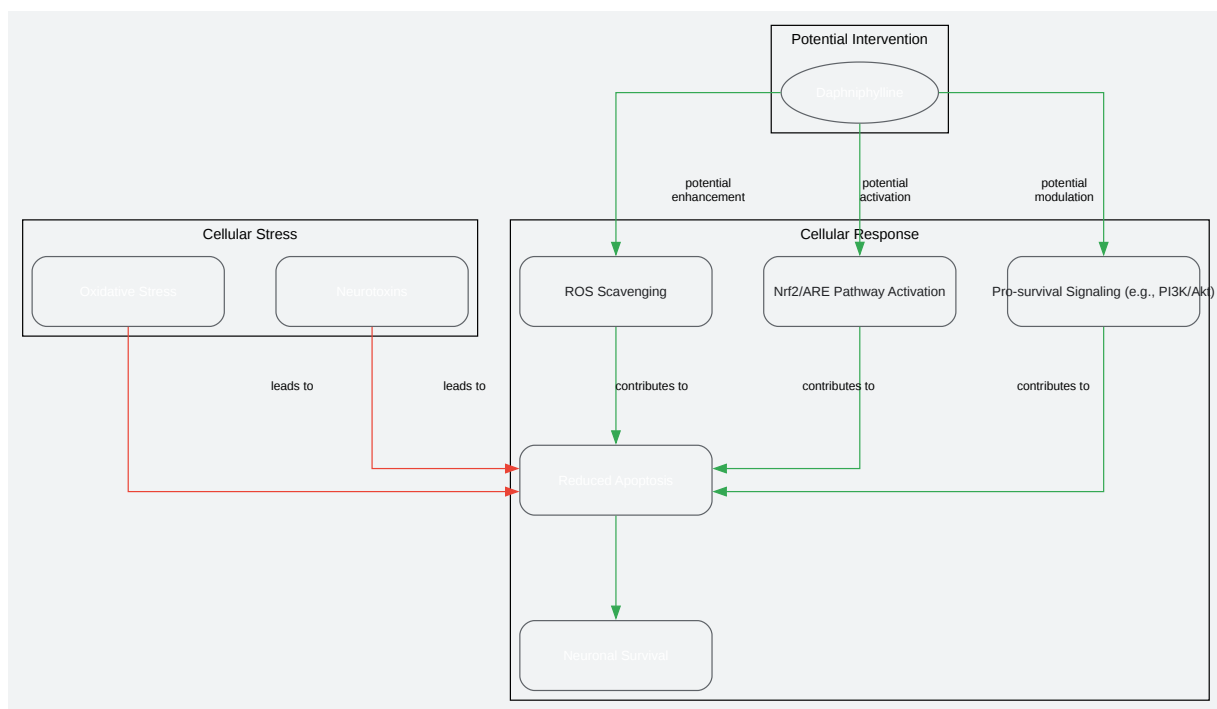 Potential Intervention
Daphniphylline
potential
enhancement
potential
activation
potential
modulation
Cellular Stress
Cellular Response
Oxidative Stress
Neurotoxins
ROS Scavenging
Nrf2/ARE Pathway Activation
Pro-survival Signaling (e.g., PI3K/Akt)
leads to
leads to
contributes to
contributes to
contributes to
Reduced Apoptosis
Neuronal Survival